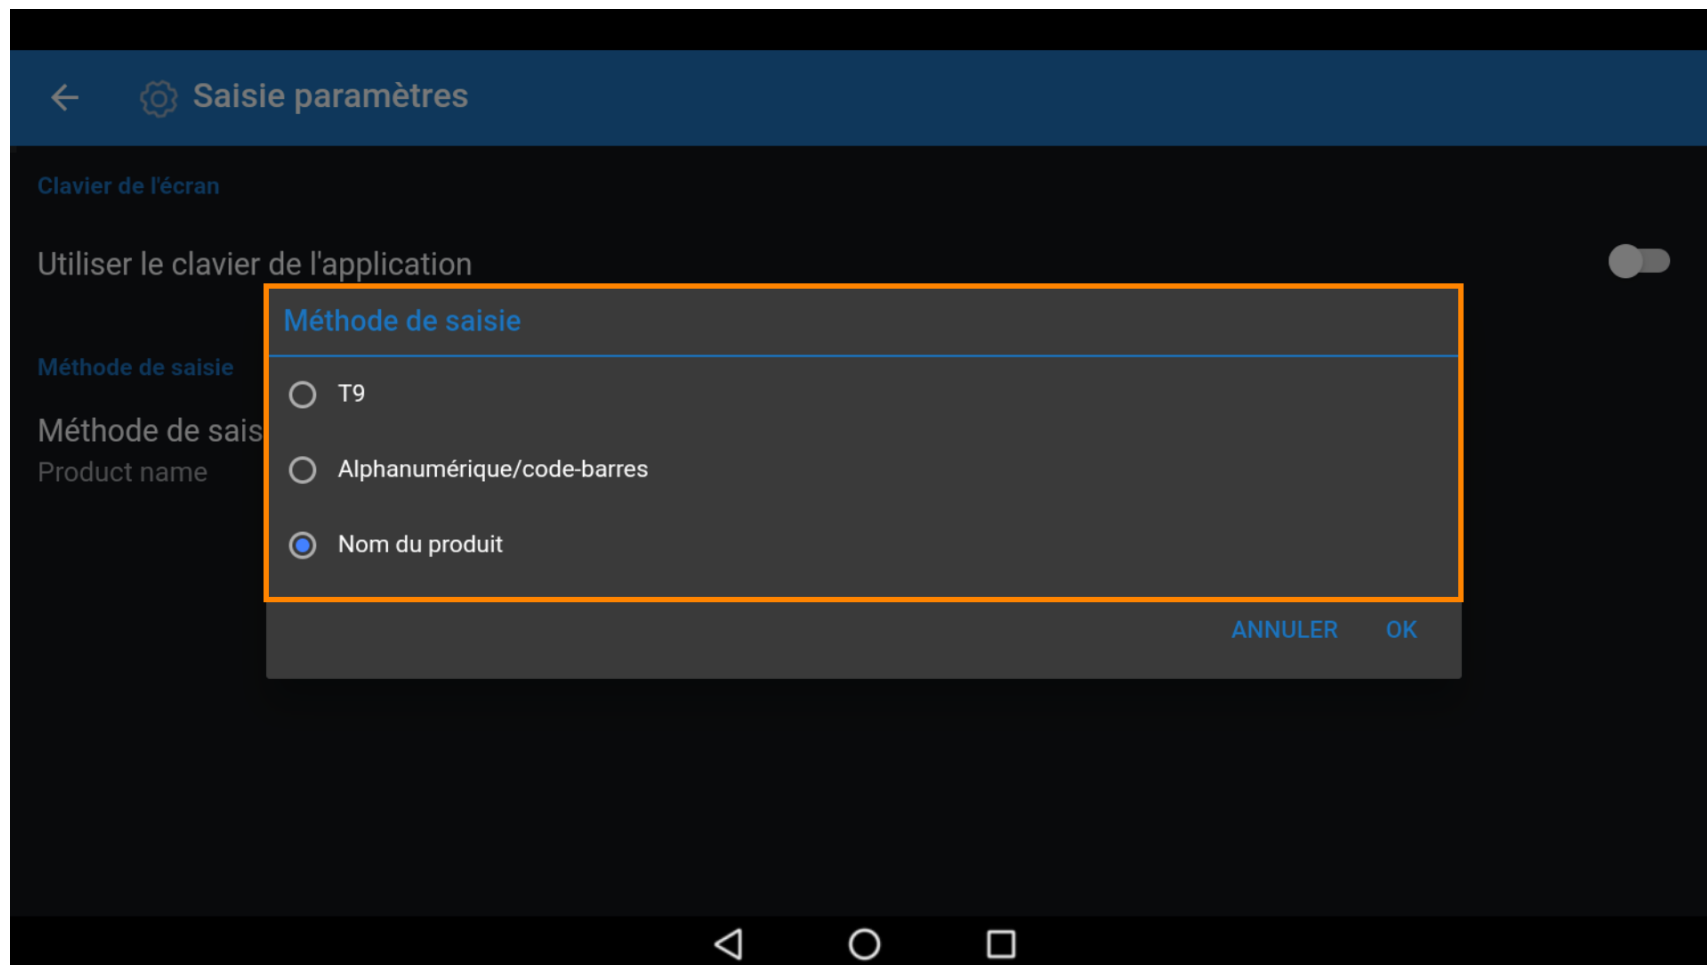 Saisie paramètres
Clavier de l'écran
Utiliser le clavier de l'application
Méthode de saisie
Méthode de sais
Product name
Méthode de saisie
T9
Alphanumérique/code-barres
Nom du produit
ANNULER OK